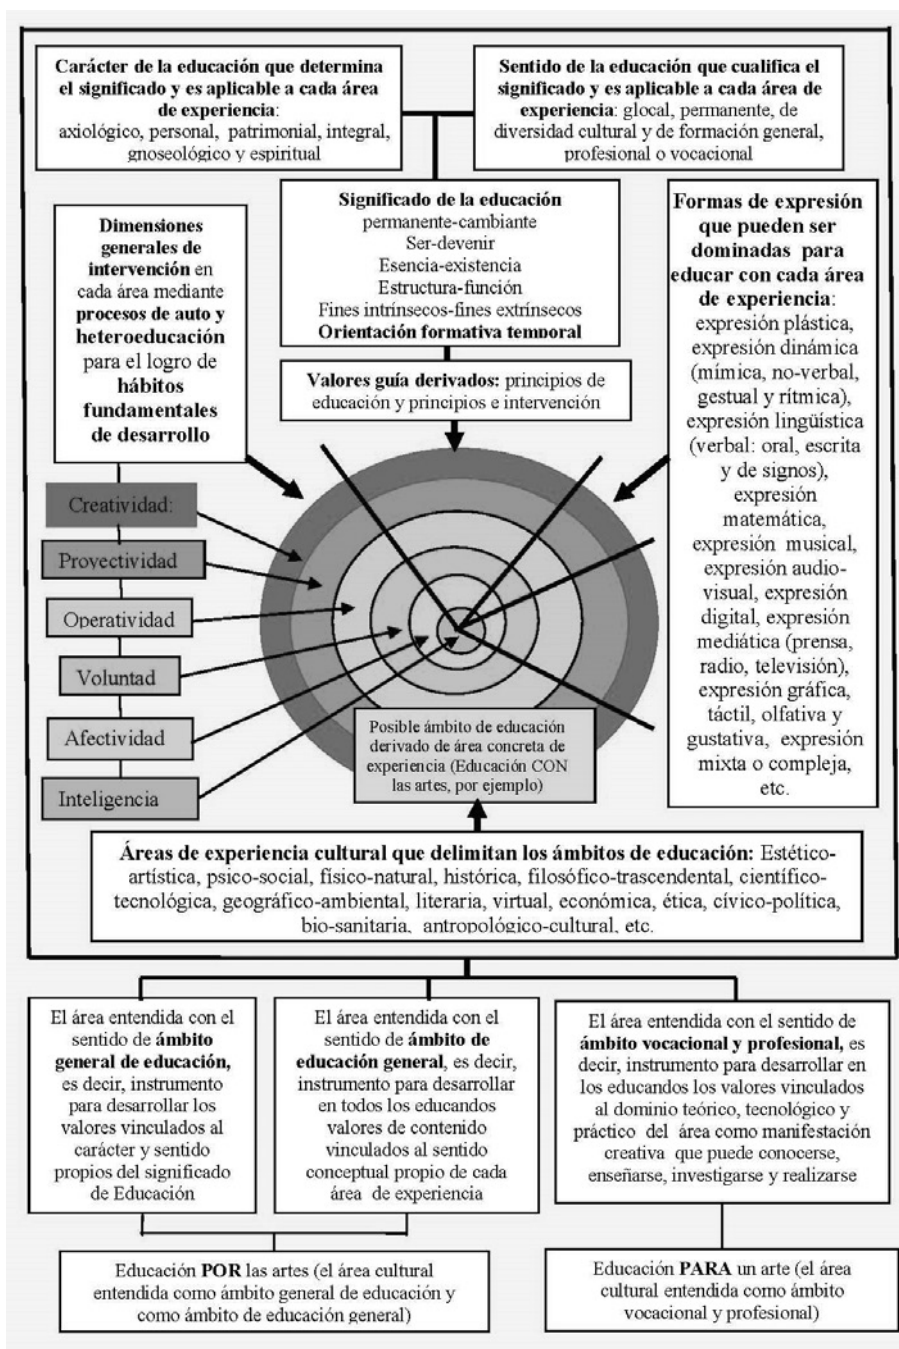 Carácter de la educación que determina
el significado y es aplicable a cada área
de experiencia:
axiológico, personal, patrimonial, integral,
gnoseológico y espiritual
Sentido de la educación que cualifica el
significado y es aplicable a cada área de
experiencia: glocal, permanente, de
diversidad cultural y de formación general,
profesional o vocacional
Significado de la educación
permanente-cambiante
Ser-devenir
Esencia-existencia
Estructura-función
Fines intrínsecos-fines extrínsecos
Orientación formativa temporal
Dimensiones
generales de
intervención en
cada área mediante
procesos de auto y
heteroeducación
para el logro de
hábitos
fundamentales
de desarrollo
Valores guía derivados: principios de
educación y principios e intervención
Formas de expresión
que pueden ser
dominadas para
educar con cada área
de experiencia:
expresión plástica,
expresión dinámica
(mímica, no-verbal,
gestual y rítmica),
expresión lingüística
(verbal: oral, escrita
y de signos),
expresión
matemática,
expresión musical,
expresión audio-
visual, expresión
digital, expresión
mediática (prensa,
radio, televisión),
expresión gráfica,
táctil, olfativa y
gustativa, expresión
mixta o compleja,
etc.
Creatividad:
Proyectividad
Operatividad
Voluntad
Afectividad
Inteligencia
Posible ámbito de educación
derivado de área concreta de
experiencia (Educación CON
las artes, por ejemplo)
Áreas de experiencia cultural que delimitan los ámbitos de educación: Estético-
artística, psico-social, físico-natural, histórica, filosófico-trascendental, científico-
tecnológica, geográfico-ambiental, literaria, virtual, económica, ética, cívico-política,
bio-sanitaria, antropológico-cultural, etc.
El área entendida con el
sentido de ámbito
general de educación,
es decir, instrumento
para desarrollar los
valores vinculados al
carácter y sentido
propios del significado
de Educación
El área entendida con el
sentido de ámbito de
educación general, es decir,
instrumento para desarrollar
en todos los educandos
valores de contenido
vinculados al sentido
conceptual propio de cada
área de experiencia
El área entendida con el sentido de
ámbito vocacional y profesional, es
decir, instrumento para desarrollar en
los educandos los valores vinculados
al dominio teórico, tecnológico y
práctico del área como manifestación
creativa que puede conocerse,
enseñarse, investigarse y realizarse
Educación POR las artes (el área cultural
entendida como ámbito general de educación y
como ámbito de educación general)
Educación PARA un arte (el área
cultural entendida como ámbito
vocacional y profesional)